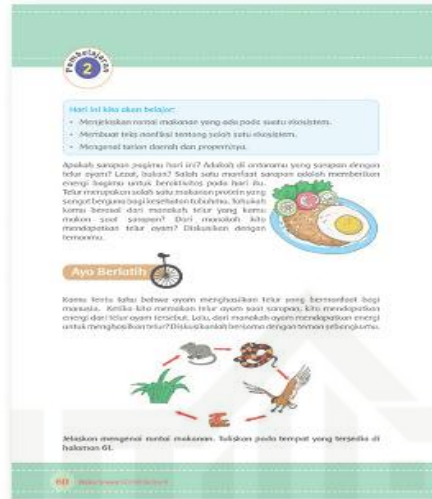 Pembelajaran
2
Hari ini kita akan belajar:
• Menjelaskan rantai makanan yang ada pada suatu ekosistem.
• Membuat teks nonfiksi tentang salah satu ekosistem.
• Mengenal tarian daerah dan propertinya.
Apakah sarapan pagimu hari ini? Adakah di antaramu yang sarapan dengan
telur ayam? Lezat, bukan? Salah satu manfaat sarapan adalah memberikan
energi bagimu untuk beraktivitas pada hari itu.
Telur merupakan salah satu makanan protein yang
sangat berguna bagi kesehatan tubuhmu. Tahukah
kamu berasal dari manakah telur yang kamu
makan saat sarapan? Dari manakah kita
mendapatkan telur ayam? Diskusikan dengan
temanmu.
Ayo Berlatih
Kamu tentu tahu bahwa ayam menghasilkan telur yang bermanfaat bagi
manusia. Ketika kita memakan telur ayam saat sarapan, kita mendapatkan
energi dari telur ayam tersebut. Lalu, dari manakah ayam mendapatkan energi
untuk menghasilkan telur? Diskusikanlah bersama dengan teman sebangkumu.
Jelaskan mengenai rantai makanan. Tuliskan pada tempat yang tersedia di
halaman 61.
60 Buku Siswa